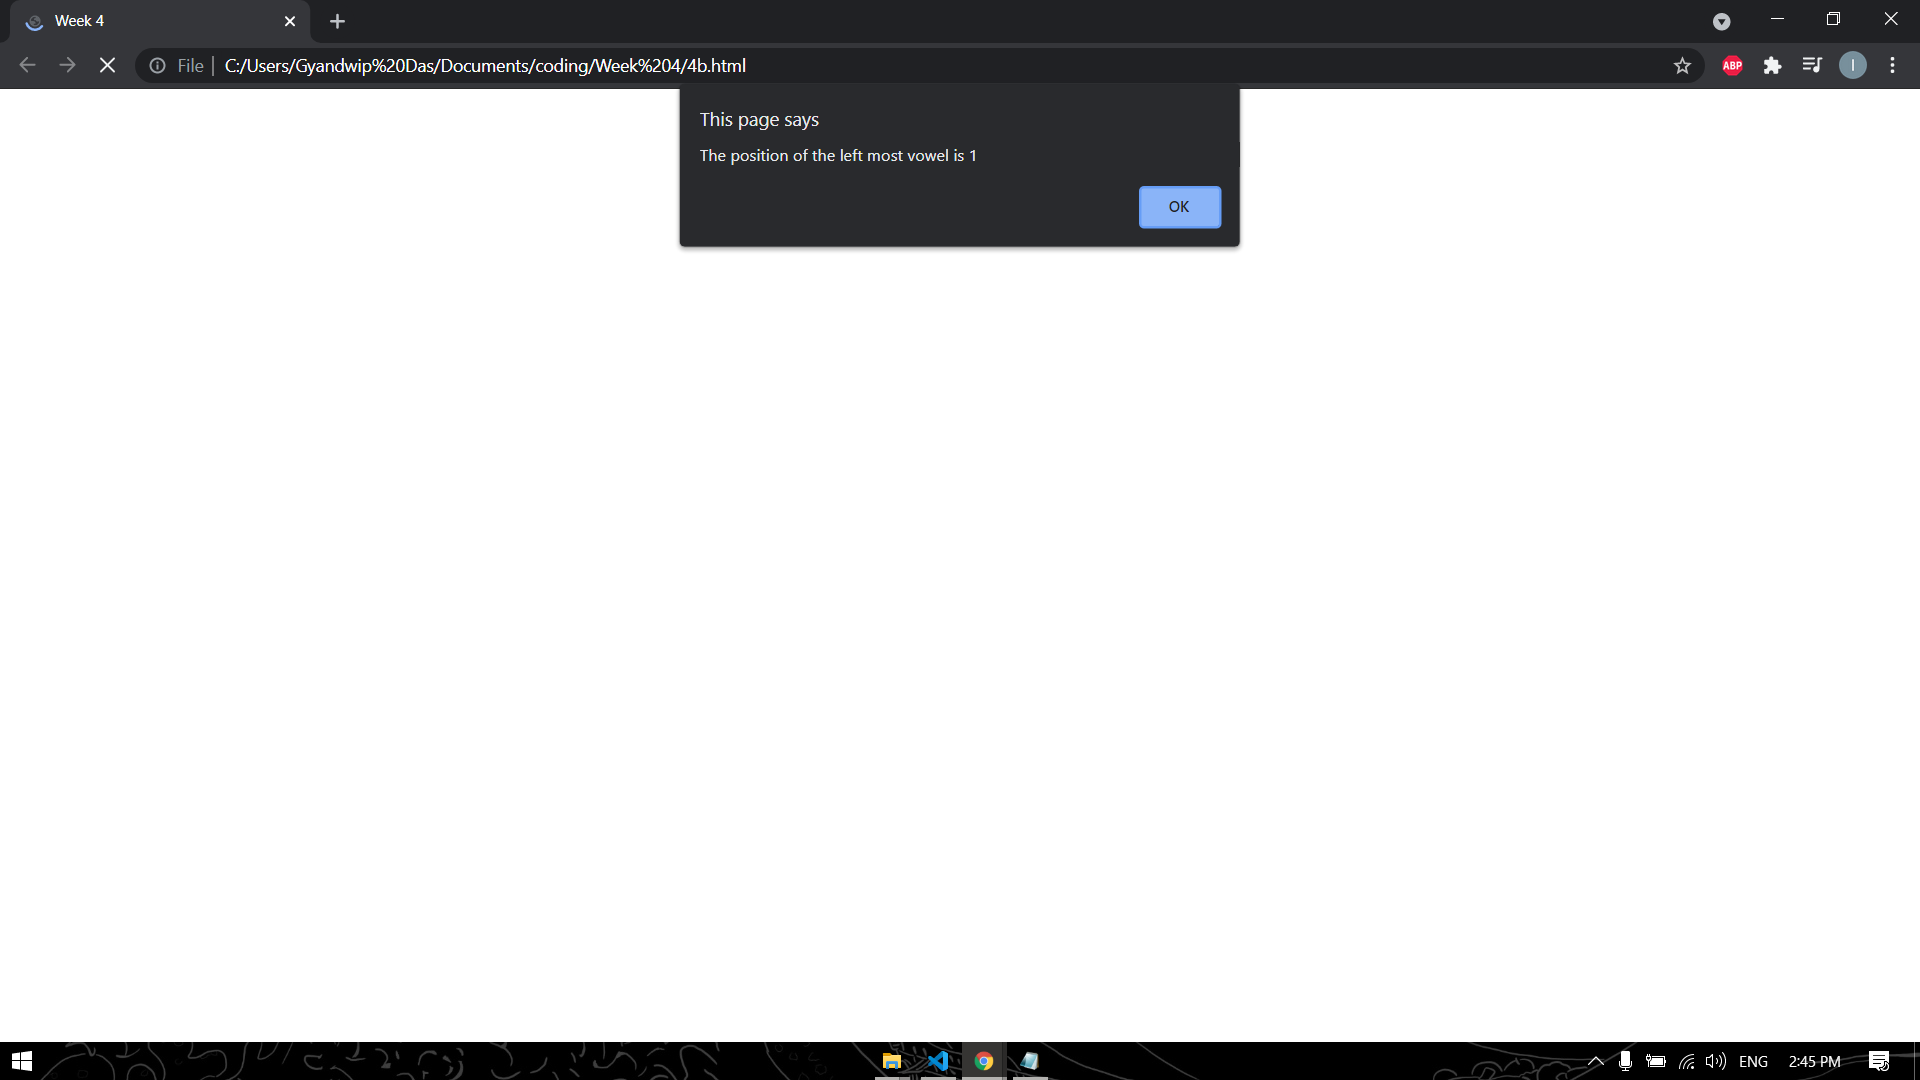 Week 4
File | C:/Users/Gyandwip%20Das/Documents/coding/Week%204/4b.html
ABP
I
This page says
The position of the left most vowel is 1
OK
ENG
2:45 PM